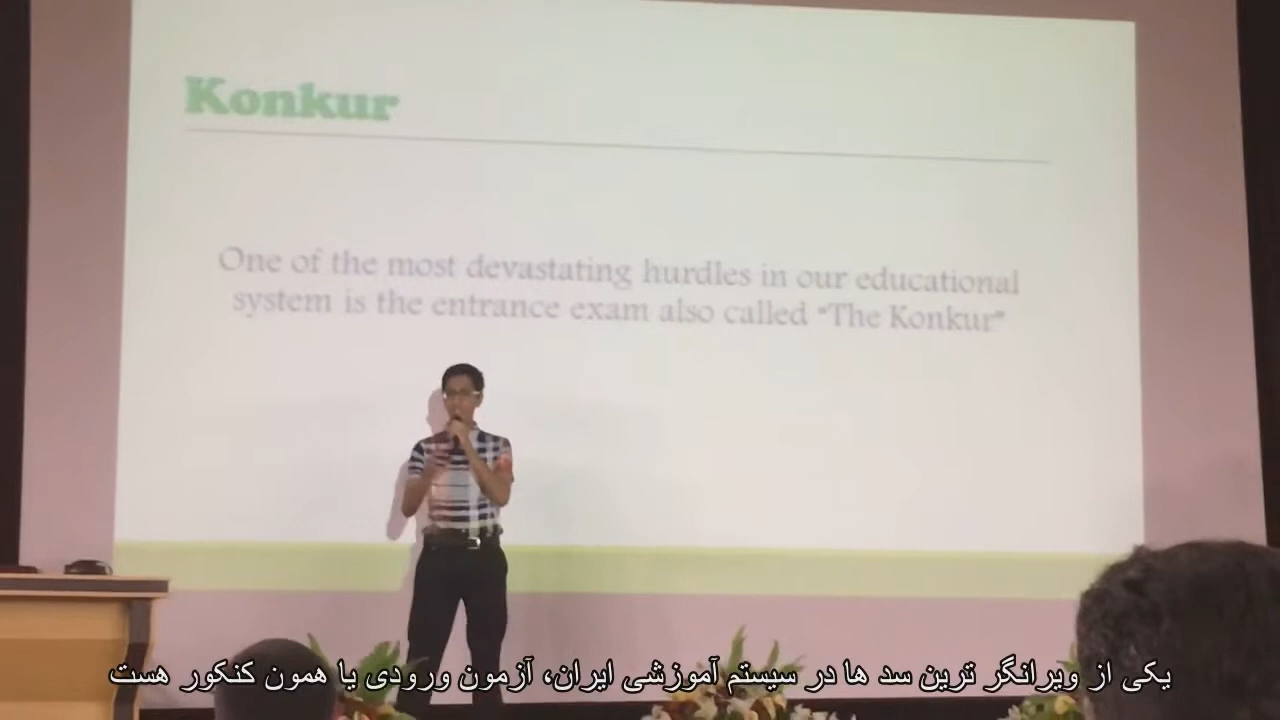 Konkur
One of the most devastating hurdles in our educational
system is the entrance exam also called "The Konkur"
یکی از ویرانگر ترین سد ها در سیستم آموزشی ایران، آزمون ورودی یا همون کنکور هست